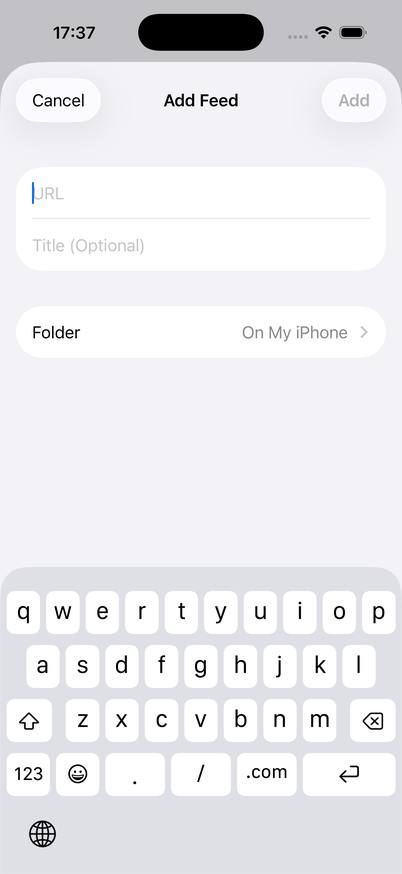 17:37
Cancel Add Feed Add
URL
Title (Optional)
Folder On My iPhone
q w e r t y u i o p
a s d f g h j k l
z x c v b n m
123 . / .com